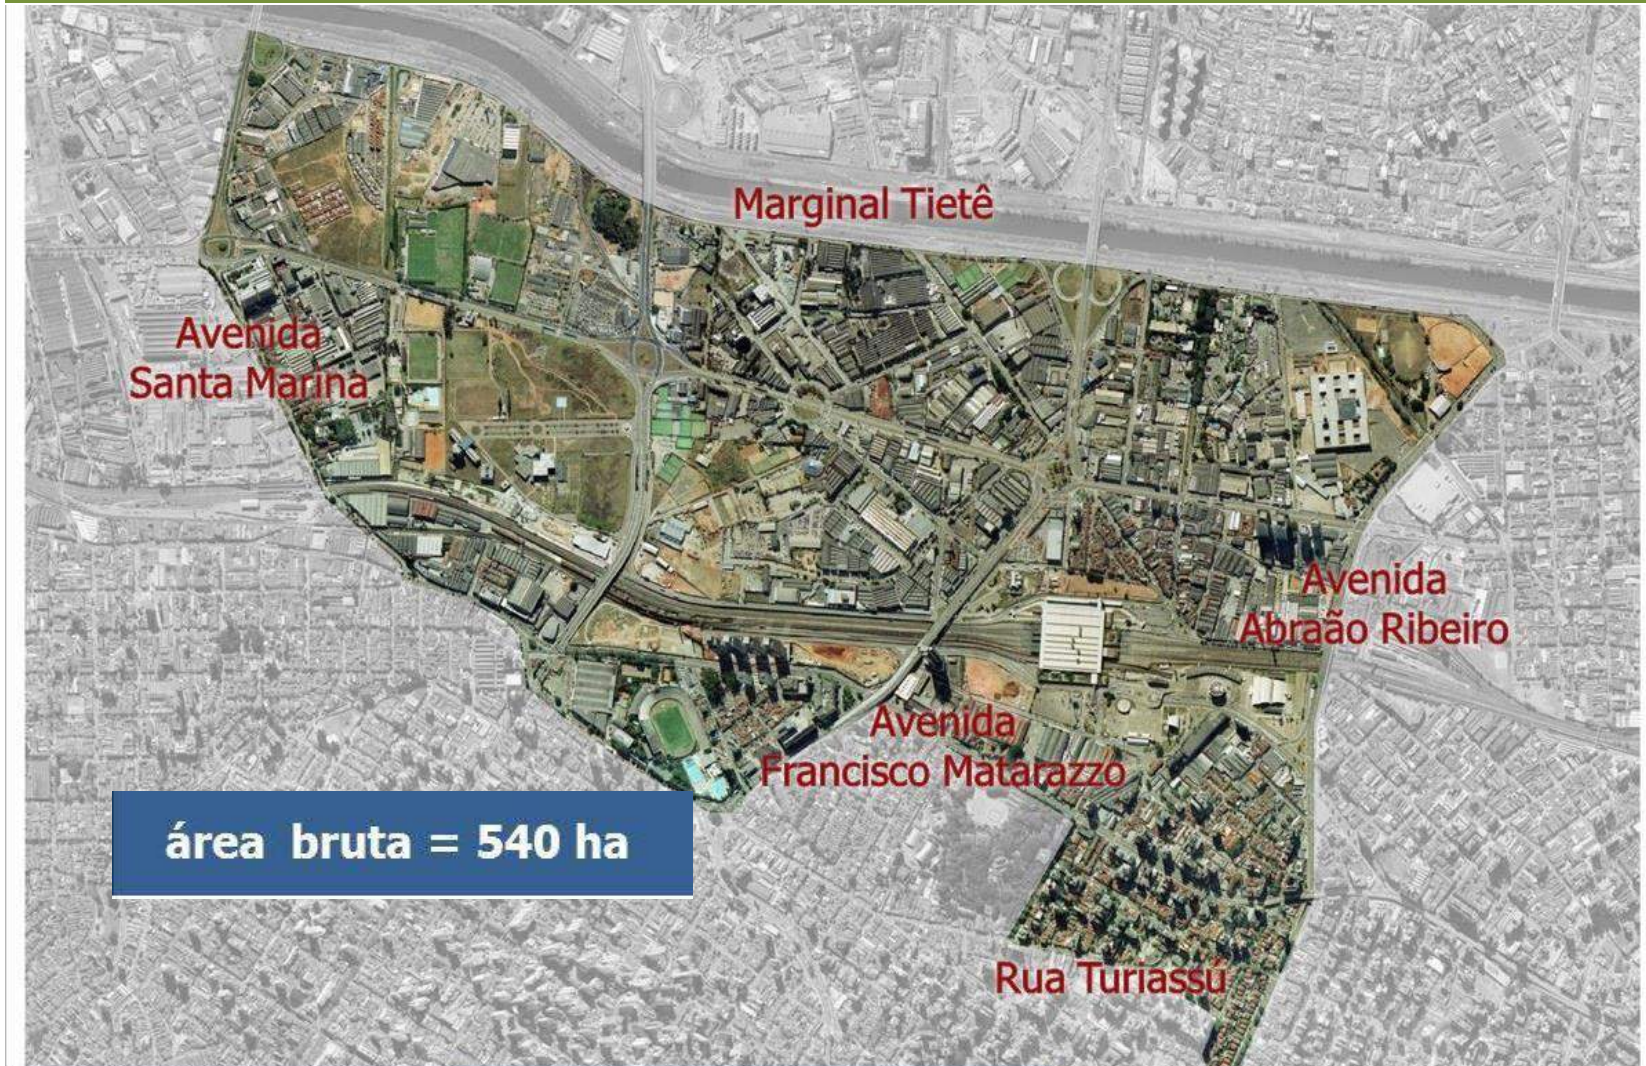 Marginal Tietê
Avenida
Santa Marina
Avenida
Abraão Ribeiro
Avenida
Francisco Matarazzo
área bruta = 540 ha
Rua Turiassú